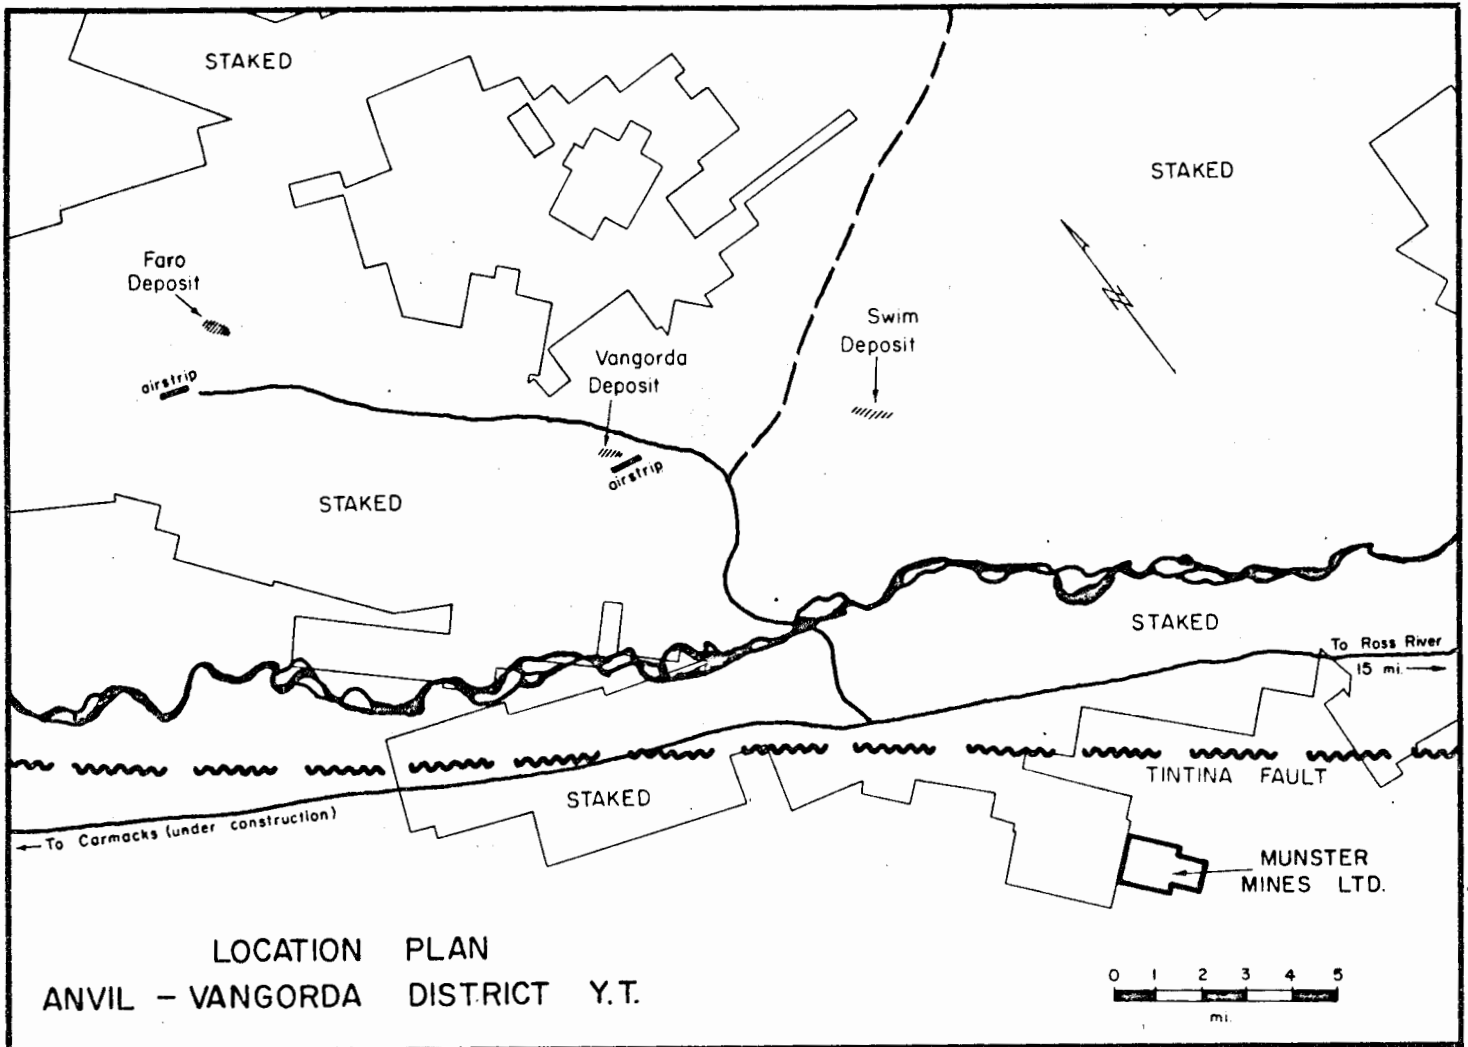 STAKED
STAKED
Faro
Deposit
airstrip
Swim
Deposit
Vangorda
Deposit
airstrip
STAKED
STAKED
To Ross River
15 mi.
TINTINA FAULT
STAKED
To Carmacks (under construction)
MUNSTER
MINES LTD.
LOCATION PLAN
ANVIL - VANGORDA DISTRICT Y.T.
0 1 2 3 4 5
mi.